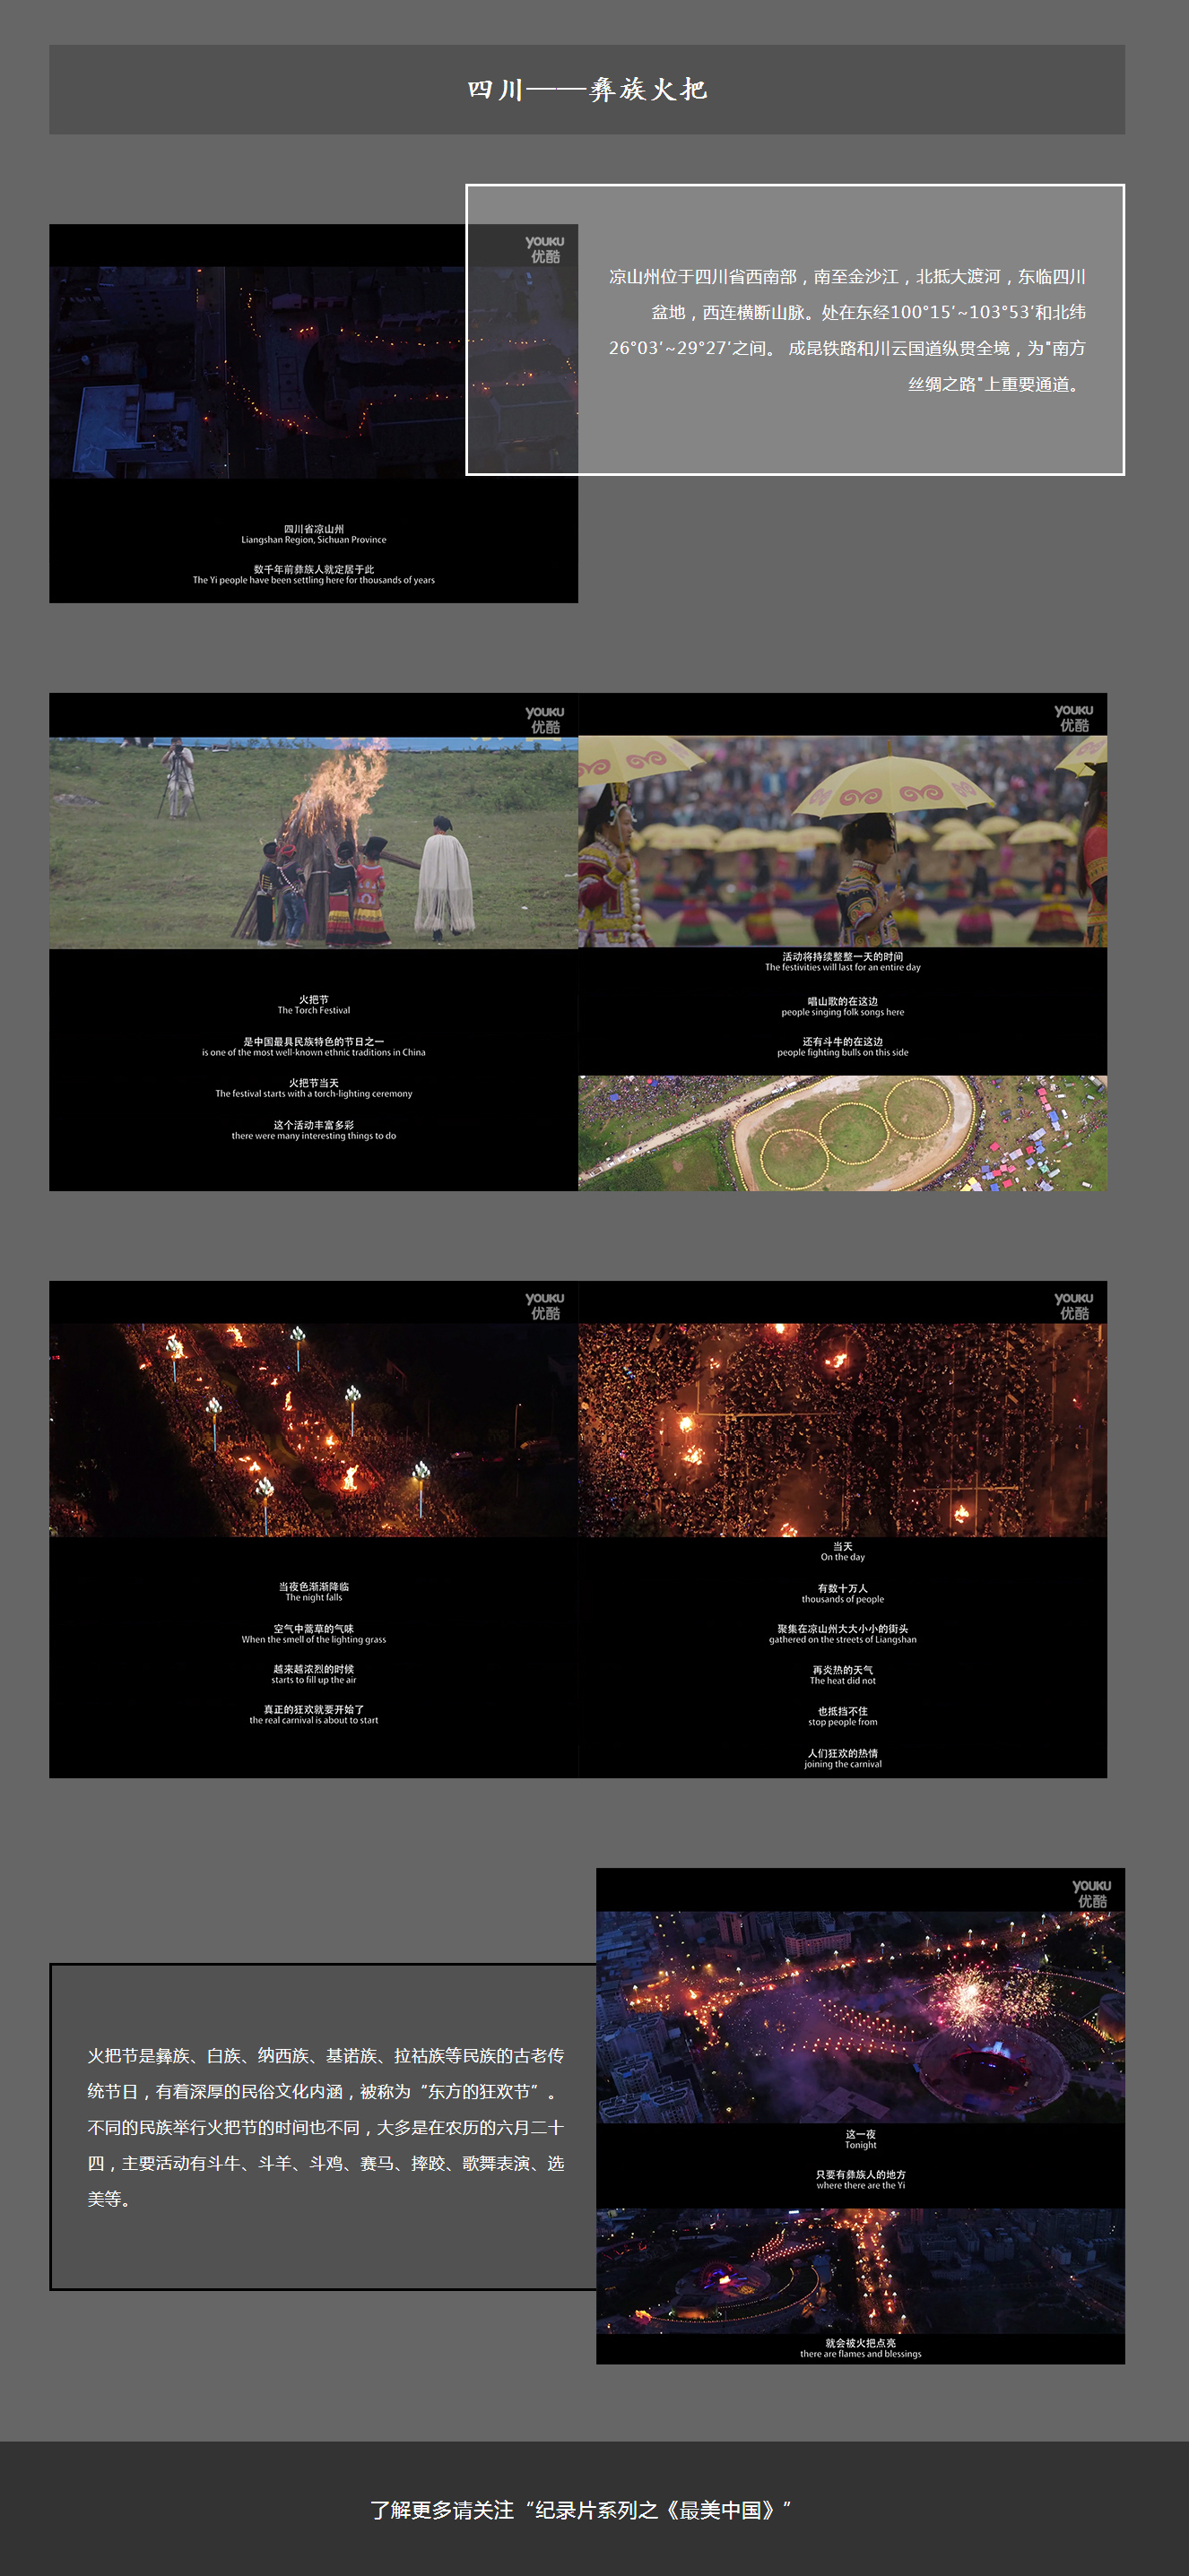 四川——彝族火把
YOUKU
优酷
凉山州位于四川省西南部，南至金沙江，北抵大渡河，东临四川
盆地，西连横断山脉。处在东经100°15′~103°53′和北纬
26°03′~29°27′之间。 成昆铁路和川云国道纵贯全境，为"南方
丝绸之路"上重要通道。
四川省凉山州
Liangshan Region, Sichuan Province
数千年前彝族人就定居于此
The Yi people have been settling here for thousands of years
YOUKU
优酷
火把节
The Torch Festival
是中国最具民族特色的节日之一
is one of the most well-known ethnic traditions in China
火把节当天
The festival starts with a torch-lighting ceremony
这个活动丰富多彩
there were many interesting things to do
YOUKU
优酷
活动将持续整整一天的时间
The festivities will last for an entire day
唱山歌的在这边
people singing folk songs here
还有斗牛的在这边
people fighting bulls on this side
YOUKU
优酷
当夜色渐渐降临
The night falls
空气中蒿草的气味
When the smell of the lighting grass
越来越浓烈的时候
starts to fill up the air
真正的狂欢就要开始了
the real carnival is about to start
YOUKU
优酷
当天
On the day
有数十万人
thousands of people
聚集在凉山州大大小小的街头
gathered on the streets of Liangshan
再炎热的天气
The heat did not
也抵挡不住
stop people from
人们狂欢的热情
joining the carnival
火把节是彝族、白族、纳西族、基诺族、拉祜族等民族的古老传
统节日，有着深厚的民俗文化内涵，被称为“东方的狂欢节”。
不同的民族举行火把节的时间也不同，大多是在农历的六月二十
四，主要活动有斗牛、斗羊、斗鸡、赛马、摔跤、歌舞表演、选
美等。
YOUKU
优酷
这一夜
Tonight
只要有彝族人的地方
where there are the Yi
就会被火把点亮
there are flames and blessings
了解更多请关注“纪录片系列之《最美中国》”